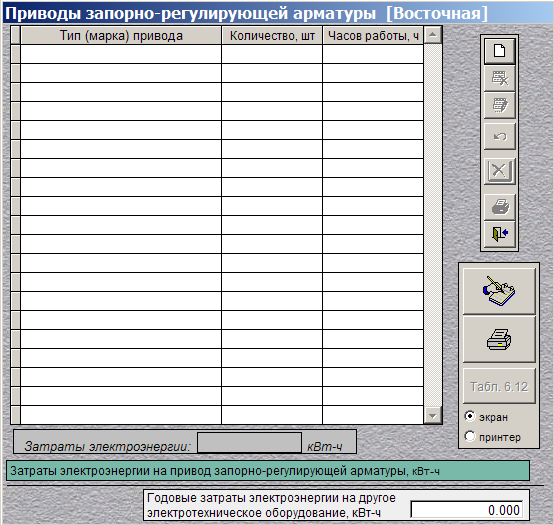 Приводы запорно-регулирующей арматуры [Восточная]
Тип (марка) привода Количество, шт Часов работы, ч
Табл. 6.12
экран
принтер
Затраты электроэнергии: кВт-ч
Затраты электроэнергии на привод запорно-регулирующей арматуры, кВт-ч
Годовые затраты электроэнергии на другое
электротехническое оборудование, кВт-ч 0.000